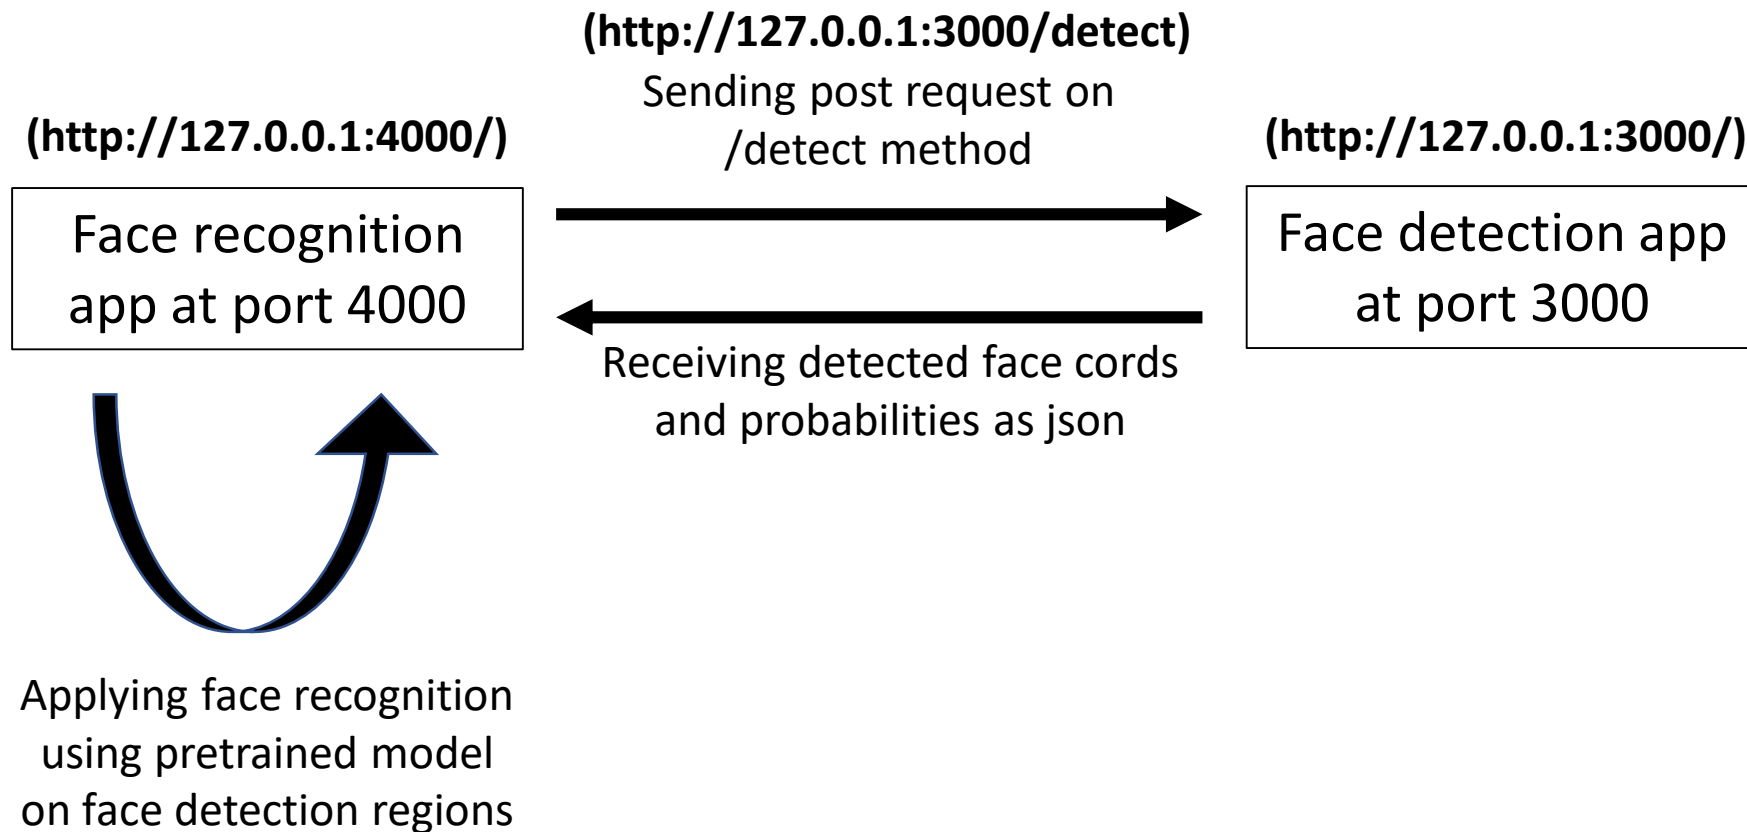 (http://127.0.0.1:3000/detect)
Sending post request on
/detect method
(http://127.0.0.1:4000/)
(http://127.0.0.1:3000/)
Face recognition
app at port 4000
Face detection app
at port 3000
Receiving detected face cords
and probabilities as json
Applying face recognition
using pretrained model
on face detection regions